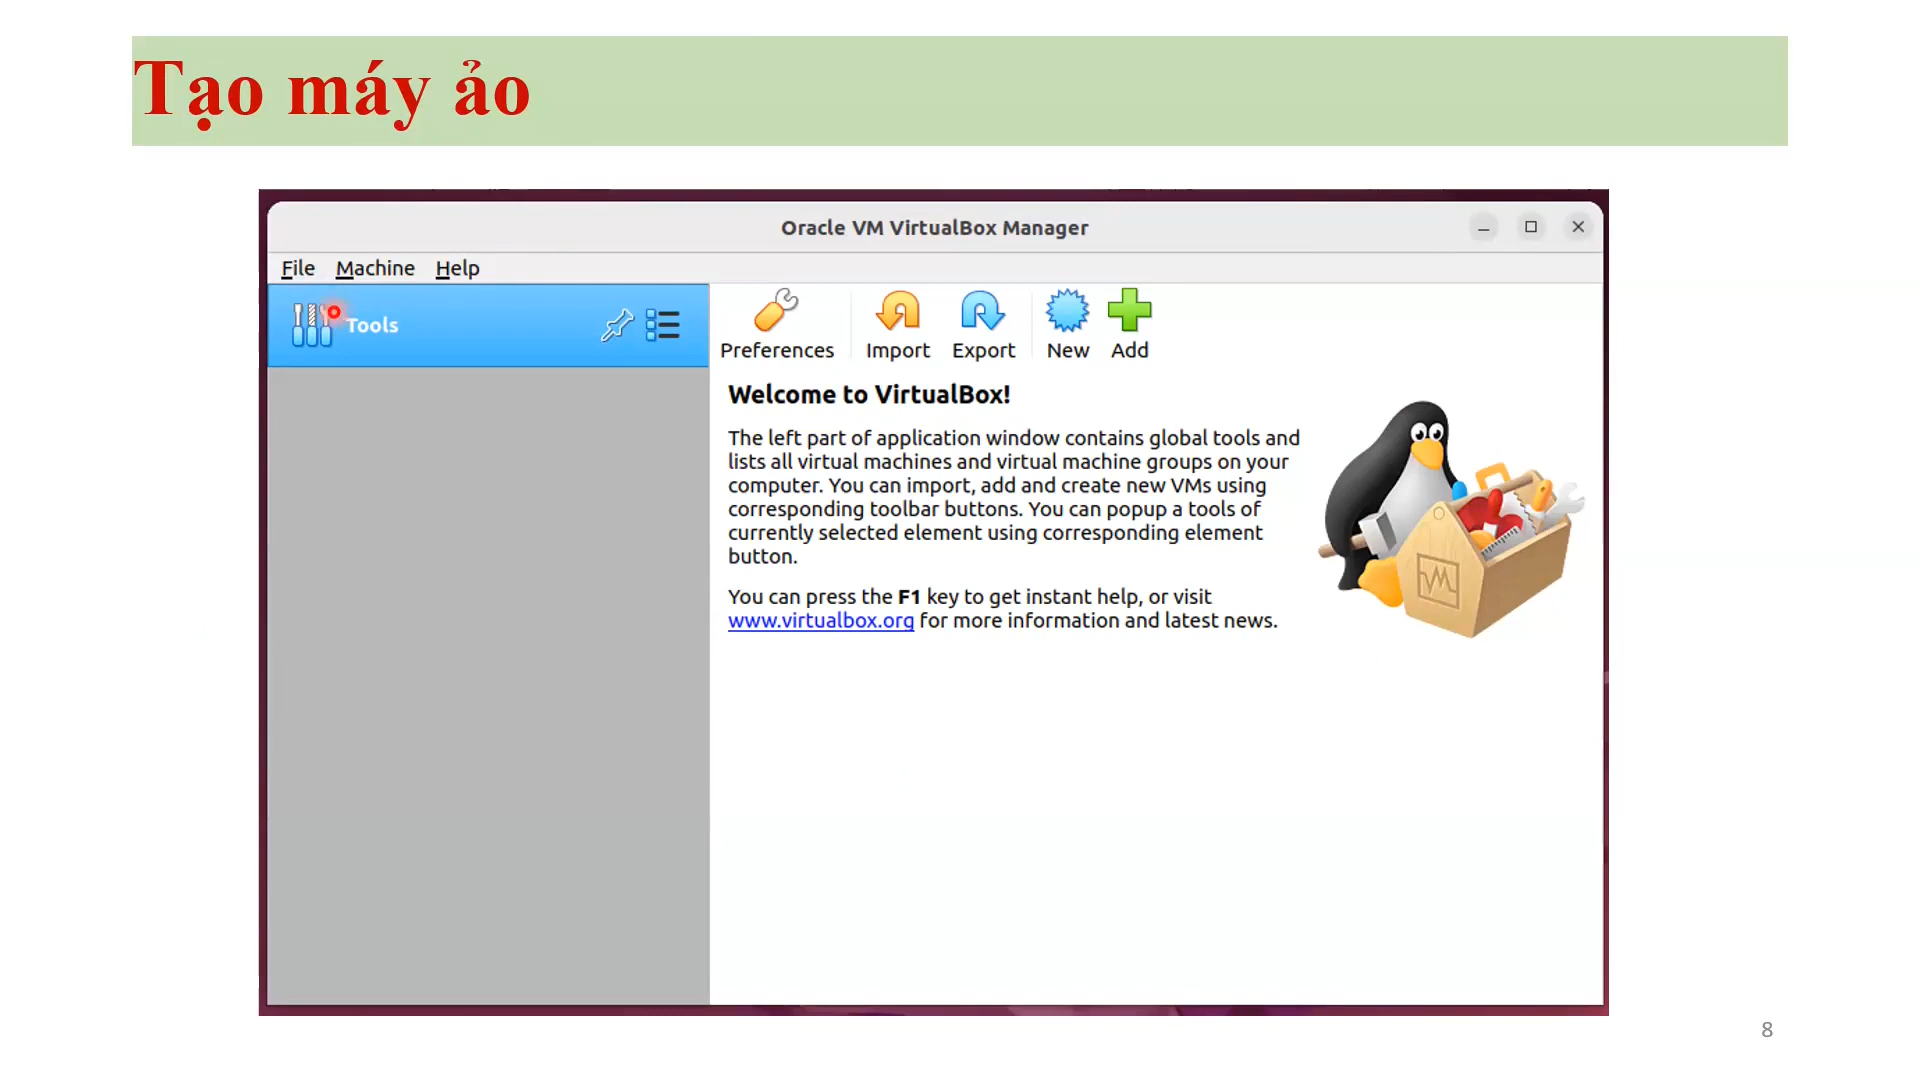 Tạo máy ảo
Oracle VM VirtualBox Manager
File Machine Help
Tools
Preferences Import Export New Add
Welcome to VirtualBox!
The left part of application window contains global tools and
lists all virtual machines and virtual machine groups on your
computer. You can import, add and create new VMs using
corresponding toolbar buttons. You can popup a tools of
currently selected element using corresponding element
button.
You can press the F1 key to get instant help, or visit
www.virtualbox.org for more information and latest news.
8